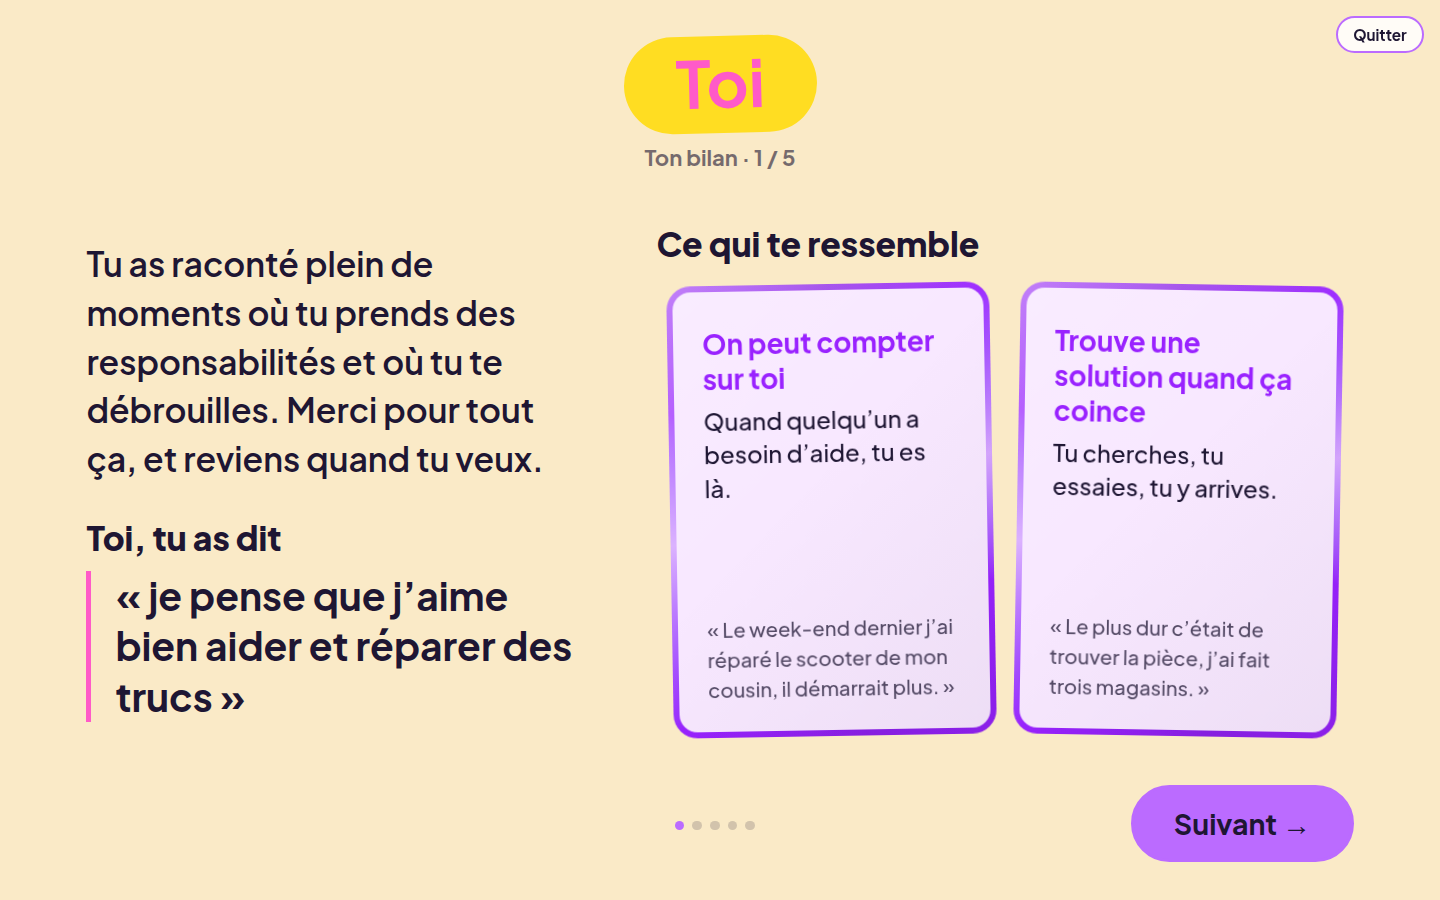 Quitter
Toi
Ton bilan · 1 / 5
Tu as raconté plein de
moments où tu prends des
responsabilités et où tu te
débrouilles. Merci pour tout
ça, et reviens quand tu veux.
Toi, tu as dit
« je pense que j’aime
bien aider et réparer des
trucs »
Ce qui te ressemble
On peut compter
sur toi
Quand quelqu’un a
besoin d’aide, tu es
là.
« Le week-end dernier j’ai
réparé le scooter de mon
cousin, il démarrait plus. »
Trouve une
solution quand ça
coince
Tu cherches, tu
essaies, tu y arrives.
« Le plus dur c’était de
trouver la pièce, j’ai fait
trois magasins. »
Suivant →